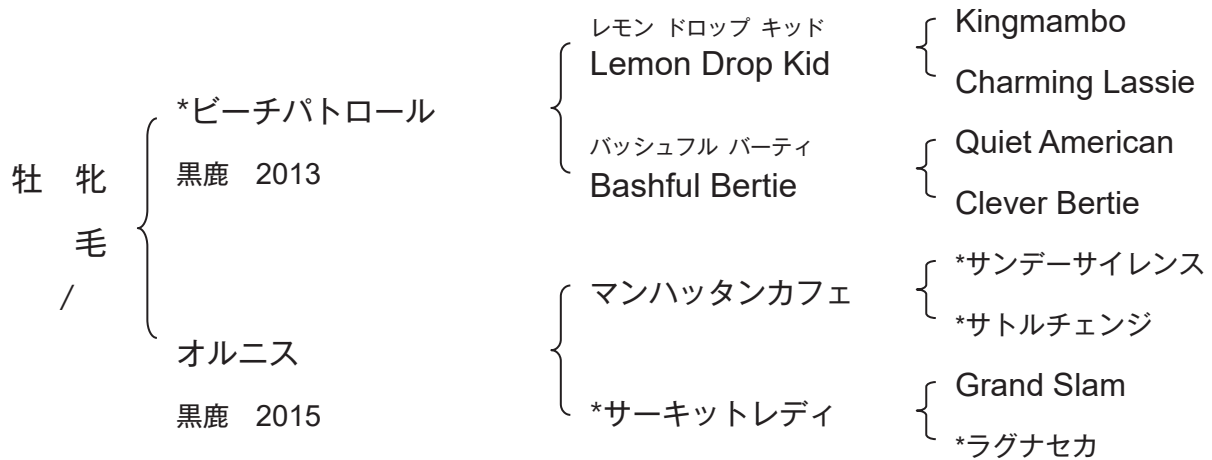 牡　牝
毛
/
*ビーチパトロール
黒鹿　2013
オルニス
黒鹿　2015
レモン ドロップ キッド
Lemon Drop Kid
バッシュフル バーティ
Bashful Bertie
マンハッタンカフェ
*サーキットレディ
Kingmambo
Charming Lassie
Quiet American
Clever Bertie
*サンデーサイレンス
*サトルチェンジ
Grand Slam
*ラグナセカ